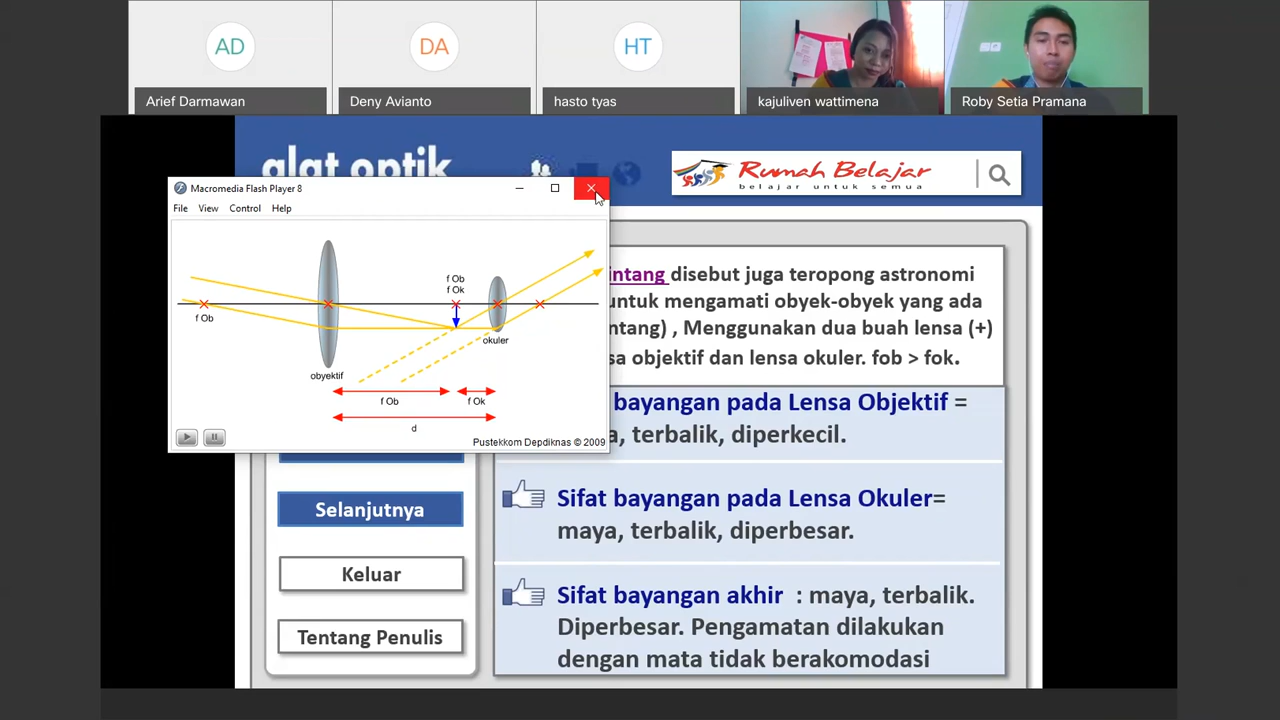 AD
DA
HT
Arief Darmawan
Deny Avianto
hasto tyas
kajuliven wattimena
Roby Setia Pramana
alat optik
Rumah Belajar
belajar untuk semua
Macromedia Flash Player 8
File View Control Help
f Ob
f Ok
f Ob
okuler
obyektif
f Ob
f Ok
d
Pustekkom Depdiknas © 2009
intang disebut juga teropong astronomi
untuk mengamati obyek-obyek yang ada
ntang) , Menggunakan dua buah lensa (+)
sa objektif dan lensa okuler. fob > fok.
bayangan pada Lensa Objektif =
, terbalik, diperkecil.
Sifat bayangan pada Lensa Okuler=
maya, terbalik, diperbesar.
Sifat bayangan akhir : maya, terbalik.
Diperbesar. Pengamatan dilakukan
dengan mata tidak berakomodasi
Selanjutnya
Keluar
Tentang Penulis